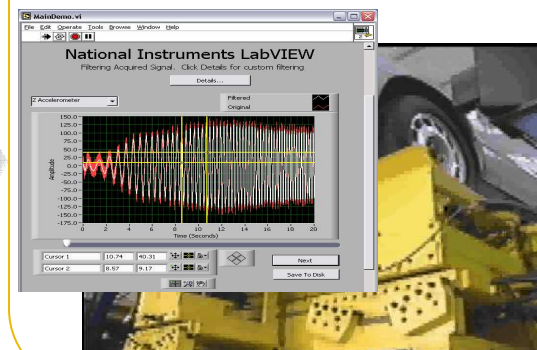 MainDemo.vi
File Edit Operate Tools Browse Window Help
National Instruments LabVIEW
Filtering Acquired Signal. Click Details for custom filtering
Details...
Z Accelerometer
Filtered
Original
150.0
125.0
100.0
75.0
50.0
25.0
0.0
-25.0
-50.0
-75.0
-100.0
-125.0
-150.0
-175.0
Amplitude
0 2 4 6 8 10 12 14 16 18 20
Time (Seconds)
Cursor 1 10.74 40.31
Cursor 2 8.57 9.17
Next
Save To Disk